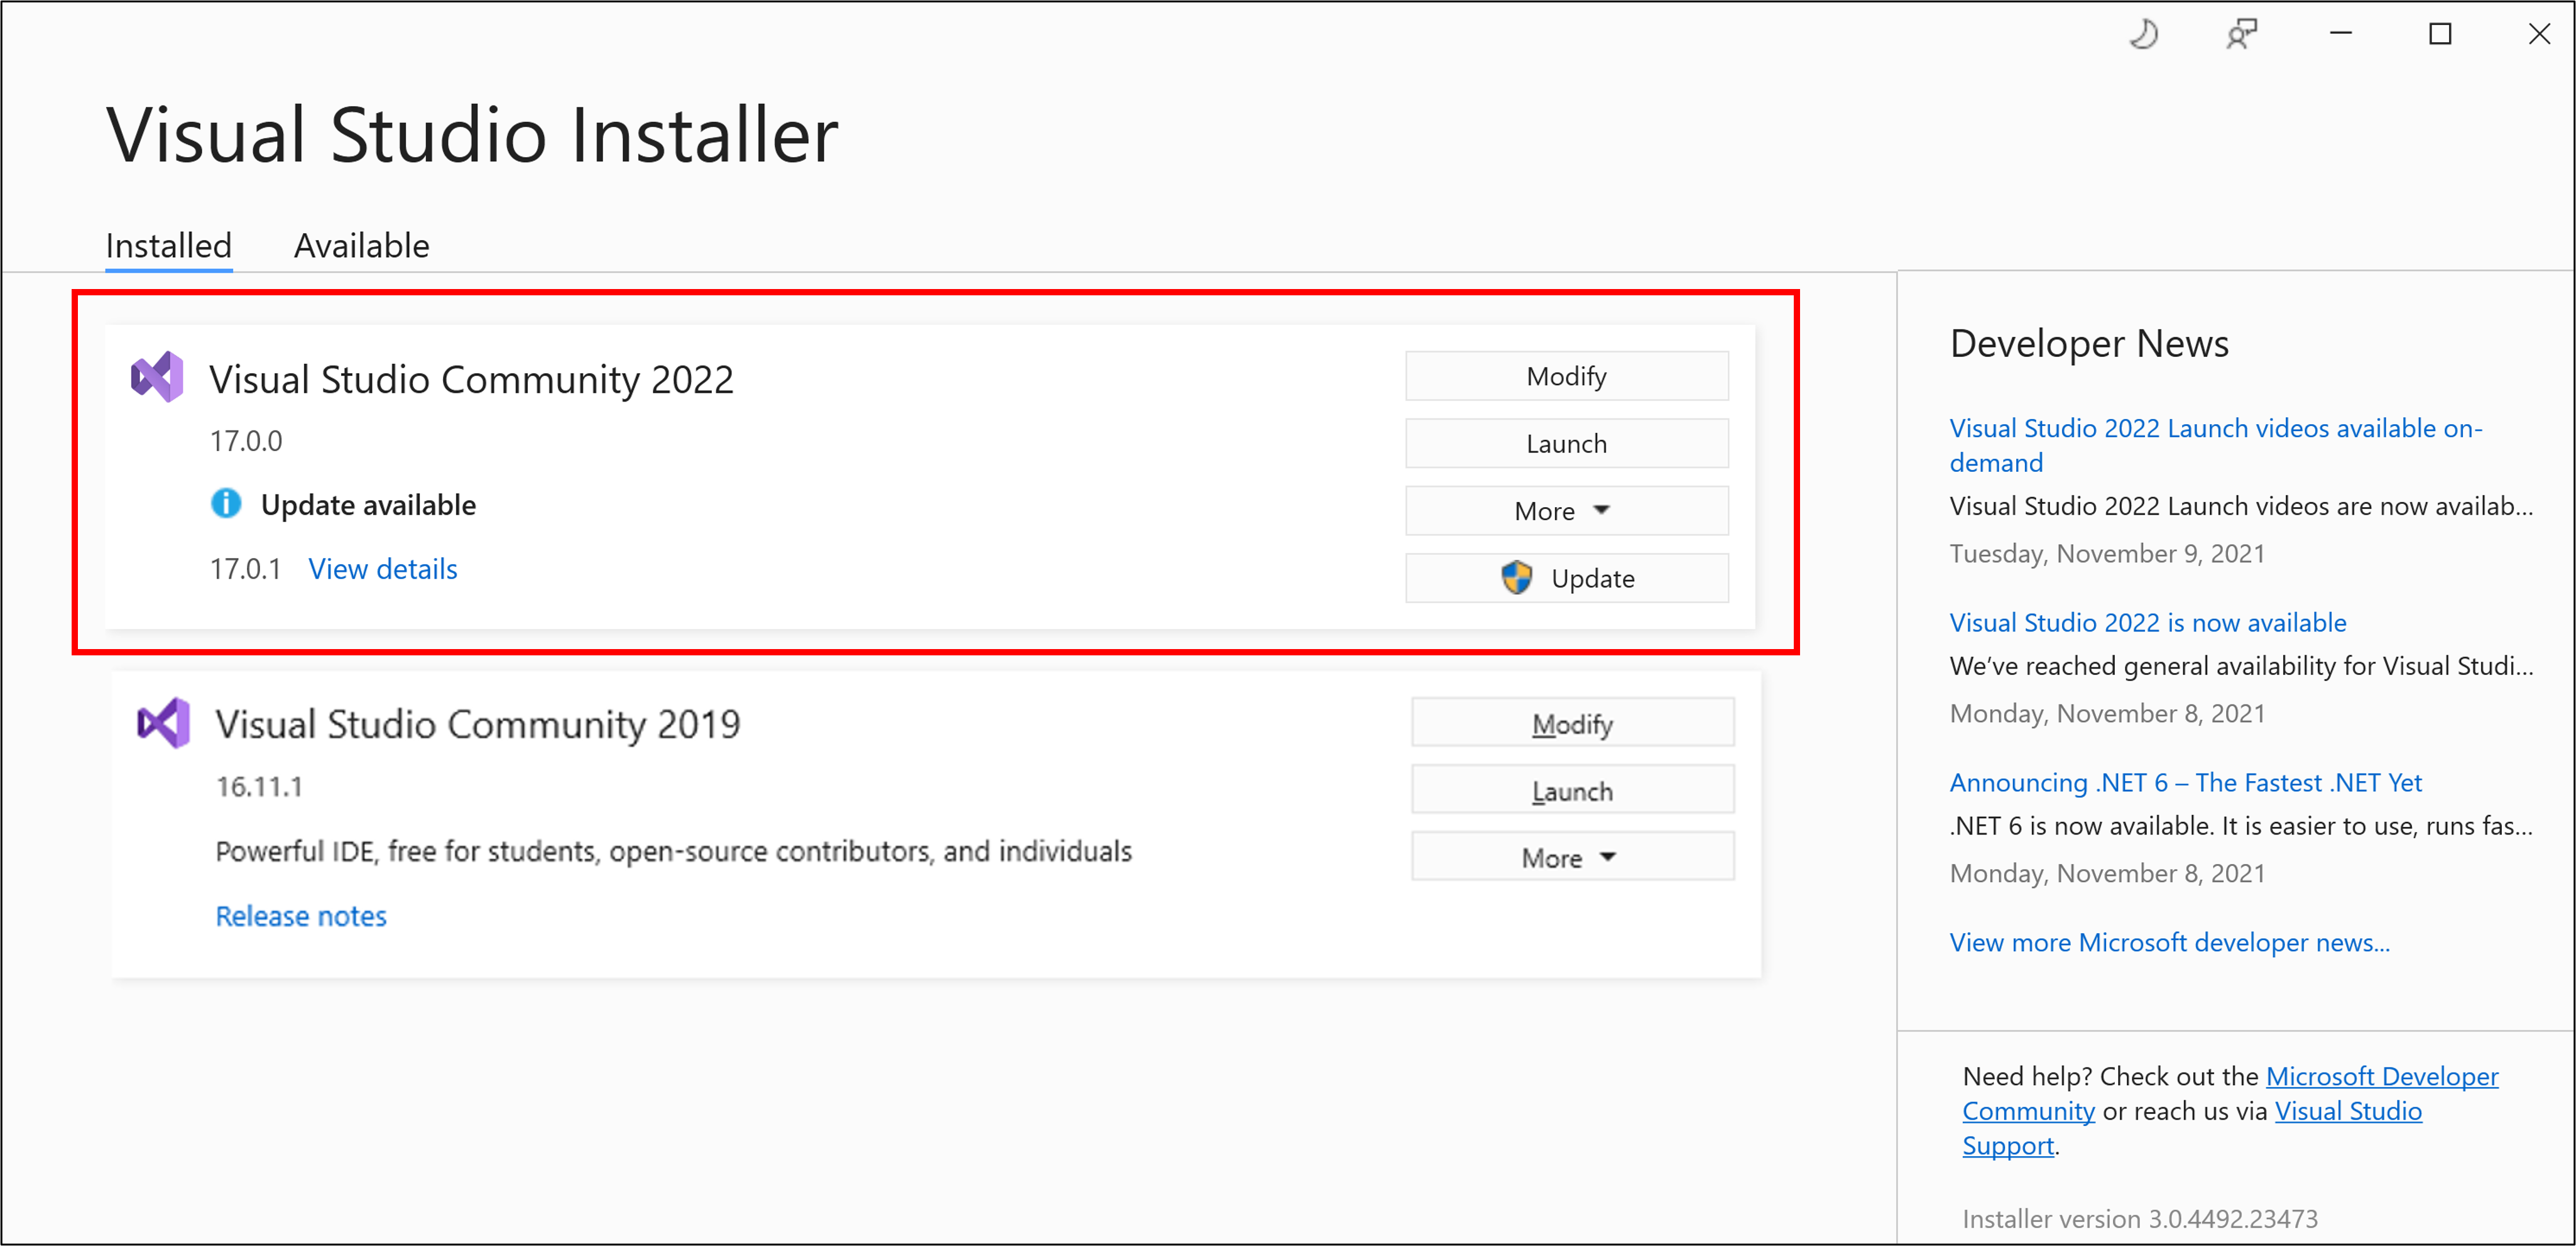 Visual Studio Installer
Installed
Available
Visual Studio Community 2022
17.0.0
Update available
17.0.1 View details
Modify
Launch
More
Update
Visual Studio Community 2019
16.11.1
Powerful IDE, free for students, open-source contributors, and individuals
Release notes
Modify
Launch
More
Developer News
Visual Studio 2022 Launch videos available on-
demand
Visual Studio 2022 Launch videos are now availab...
Tuesday, November 9, 2021
Visual Studio 2022 is now available
We’ve reached general availability for Visual Studi...
Monday, November 8, 2021
Announcing .NET 6 – The Fastest .NET Yet
.NET 6 is now available. It is easier to use, runs fas...
Monday, November 8, 2021
View more Microsoft developer news...
Need help? Check out the Microsoft Developer
Community or reach us via Visual Studio
Support.
Installer version 3.0.4492.23473